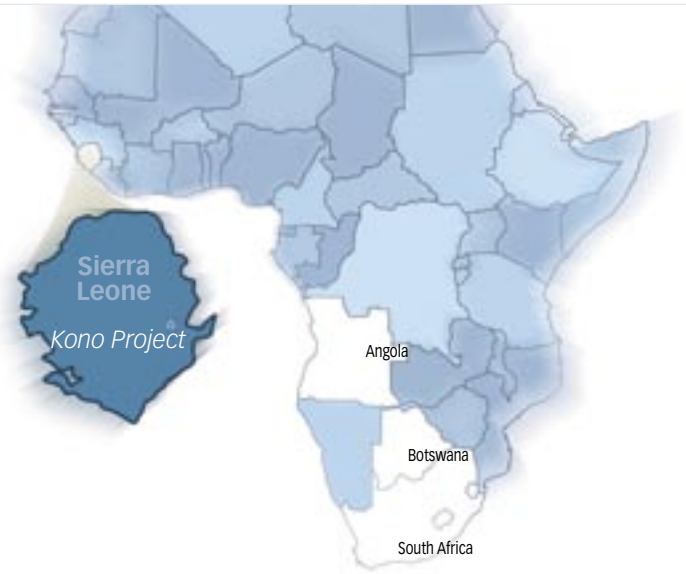 Sierra
Leone
Kono Project
Angola
Botswana
South Africa